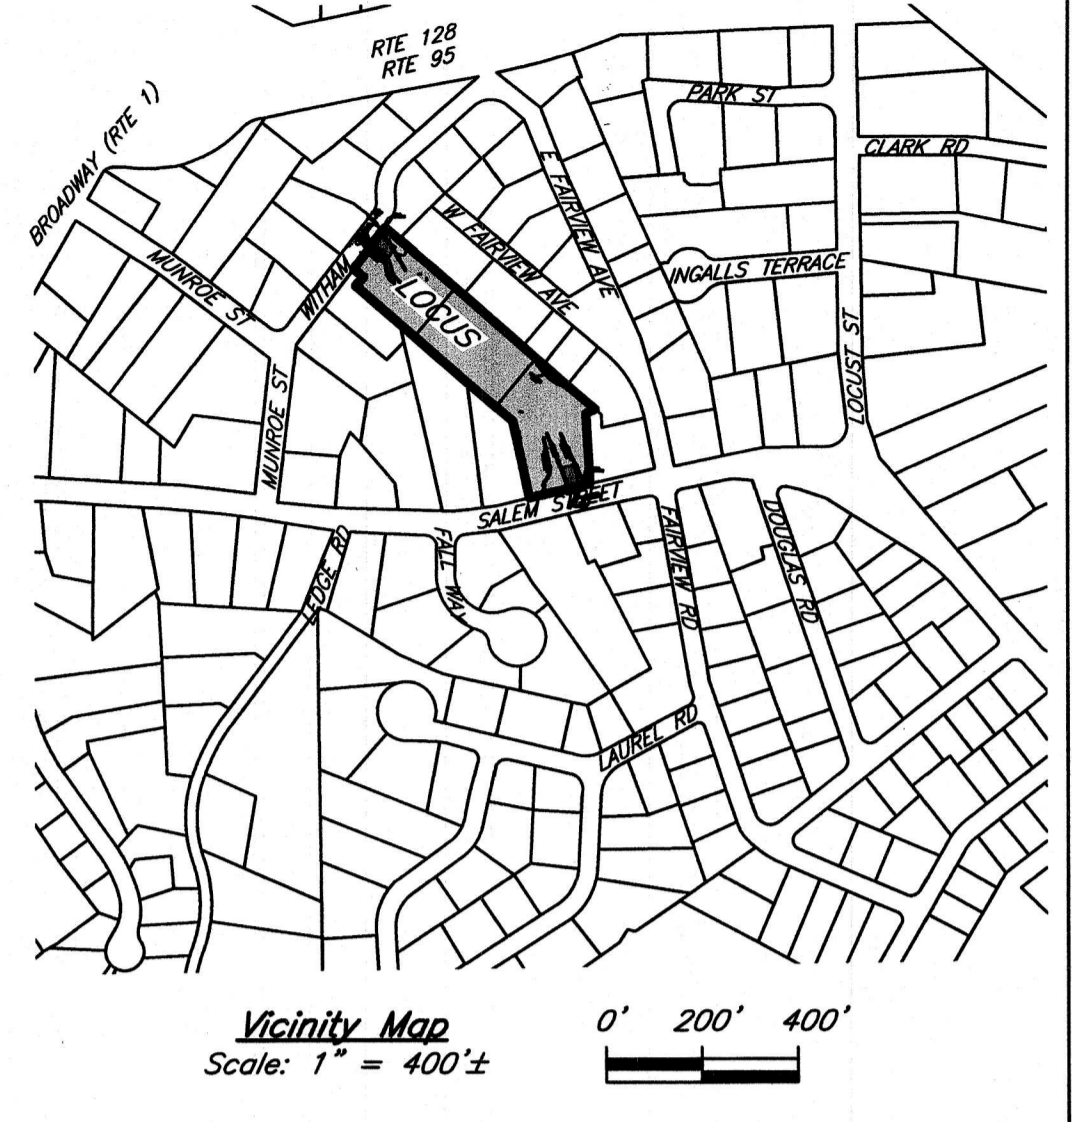 RTE 128
RTE 95
BROADWAY (RTE 1)
PARK ST
CLARK RD
E FAIRVIEW AVE
W FAIRVIEW AVE
MUNROE ST
WITHAM
INGALLS TERRACE
LOCUS
LOCUST ST
MUNROE ST
SALEM STREET
FALL WAY
EDGE RD
FAIRVIEW RD
DOUGLAS RD
LAUREL RD
Vicinity Map
Scale: 1" = 400'±
0' 200' 400'